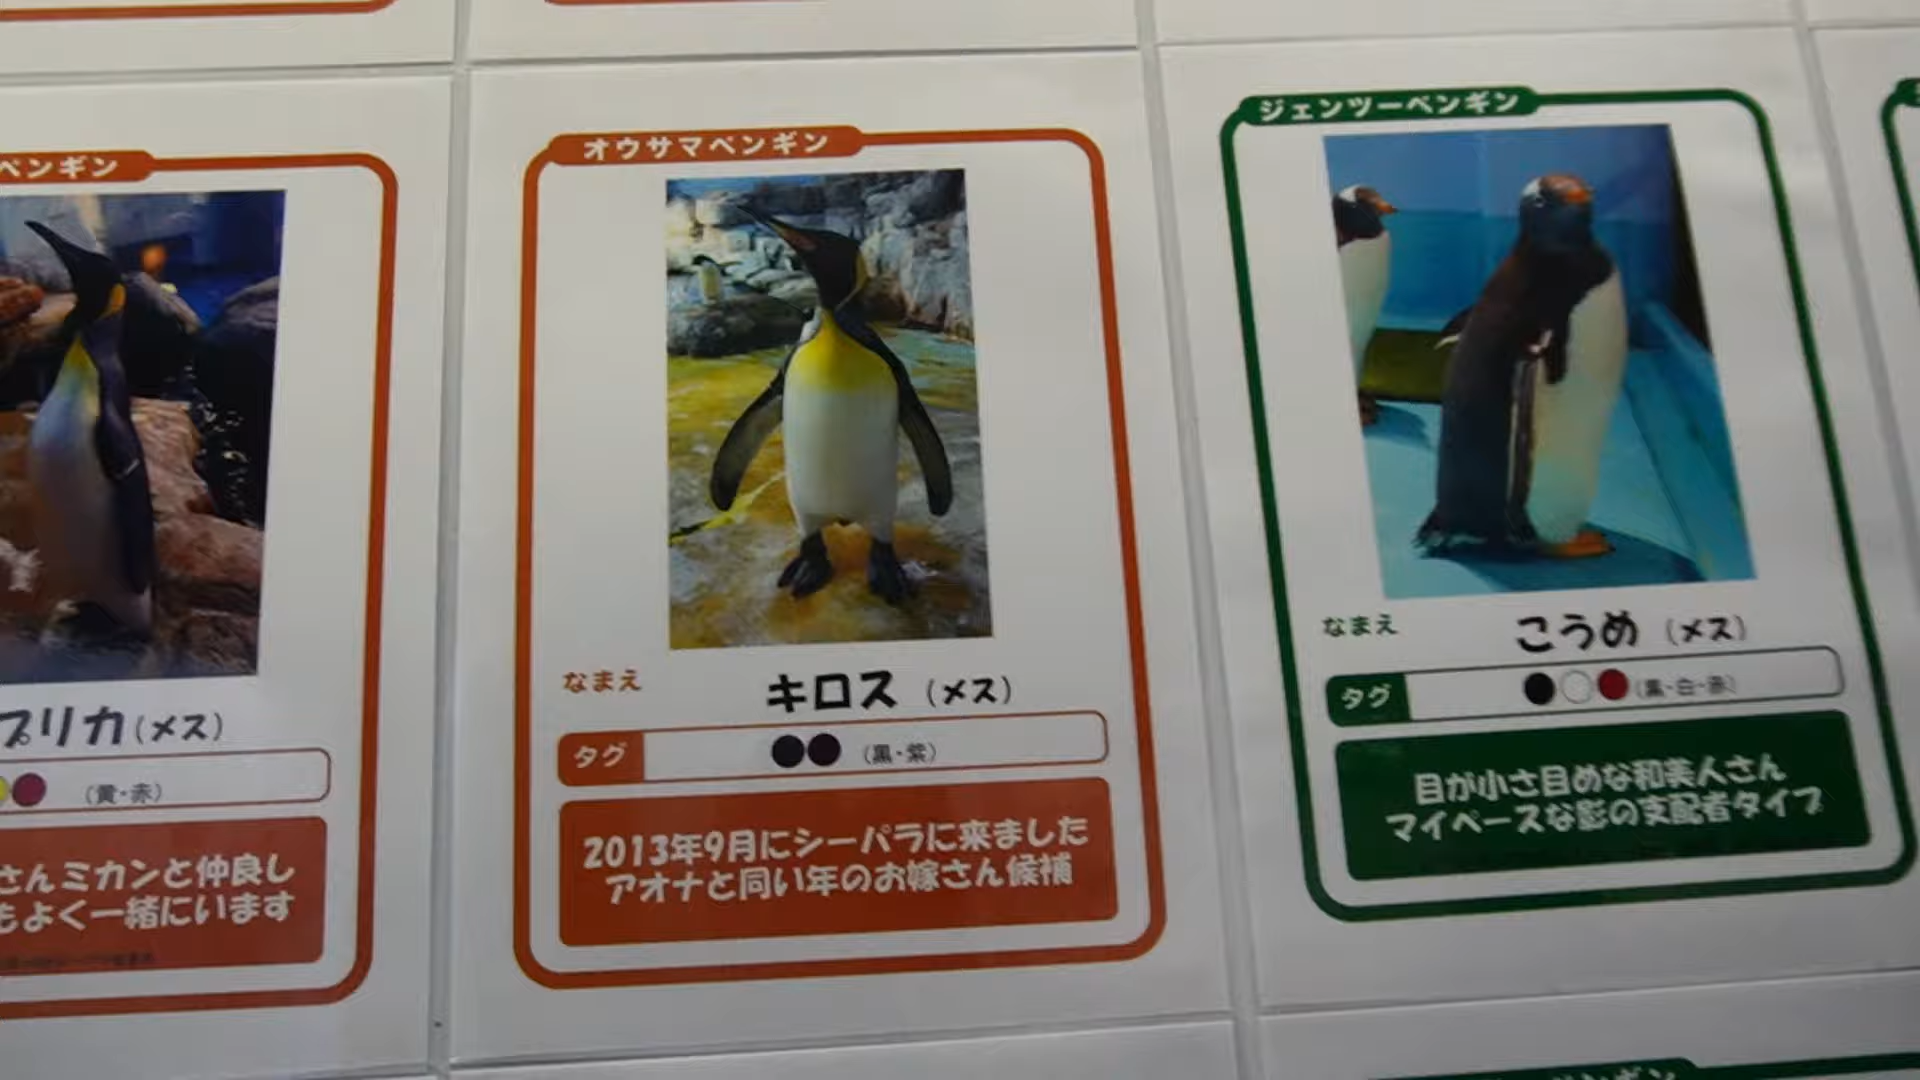 ペンギン
プリカ(メス)
(黄・赤)
さんミカンと仲良し
もよく一緒にいます
オウサマペンギン
なまえ
キロス (メス)
タグ
(黒・紫)
2013年9月にシーパラに来ました
アオナと同い年のお嫁さん候補
ジェンツーペンギン
なまえ
こうめ (メス)
タグ
(黒・白・赤)
目が小さ目めな和美人さん
マイペースな影の支配者タイプ